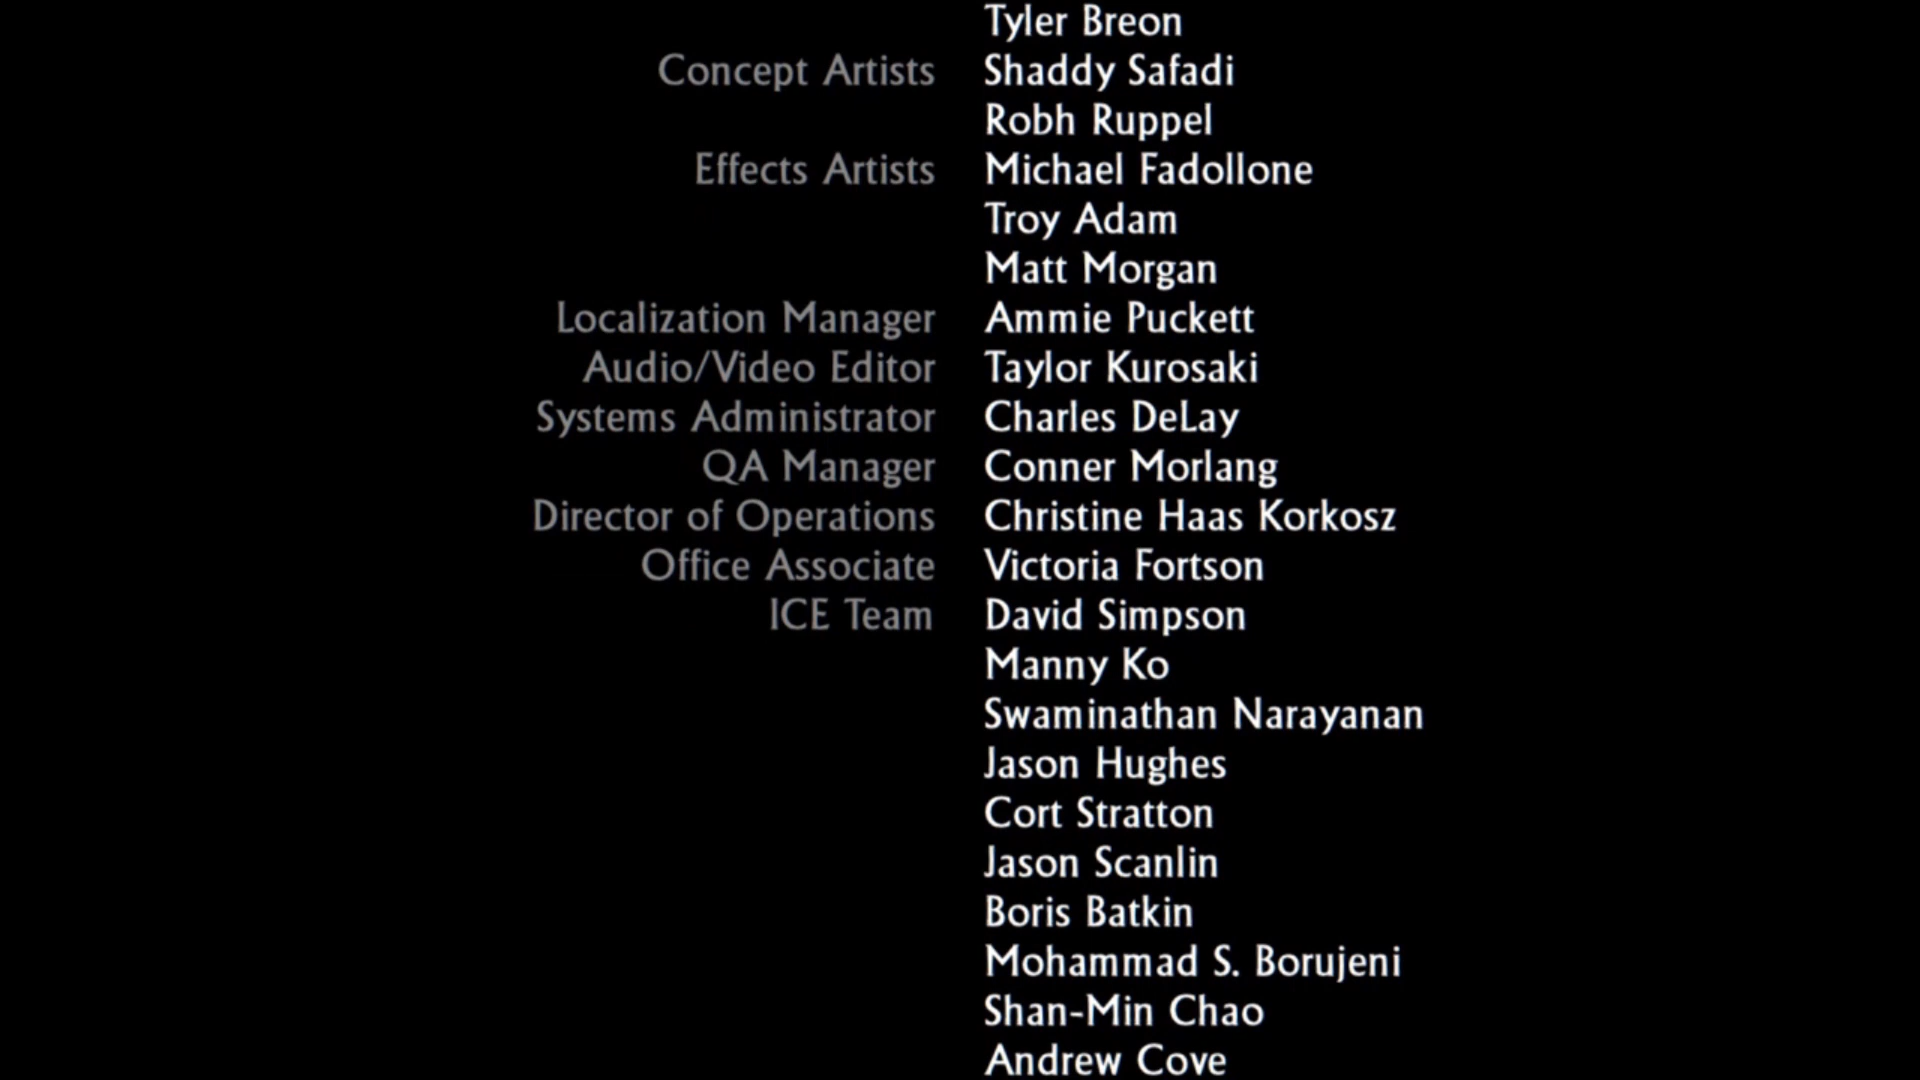 Tyler Breon
Concept Artists Shaddy Safadi
Robh Ruppel
Effects Artists Michael Fadollone
Troy Adam
Matt Morgan
Localization Manager Ammie Puckett
Audio/Video Editor Taylor Kurosaki
Systems Administrator Charles DeLay
QA Manager Conner Morlang
Director of Operations Christine Haas Korkosz
Office Associate Victoria Fortson
ICE Team David Simpson
Manny Ko
Swaminathan Narayanan
Jason Hughes
Cort Stratton
Jason Scanlin
Boris Batkin
Mohammad S. Borujeni
Shan-Min Chao
Andrew Cove